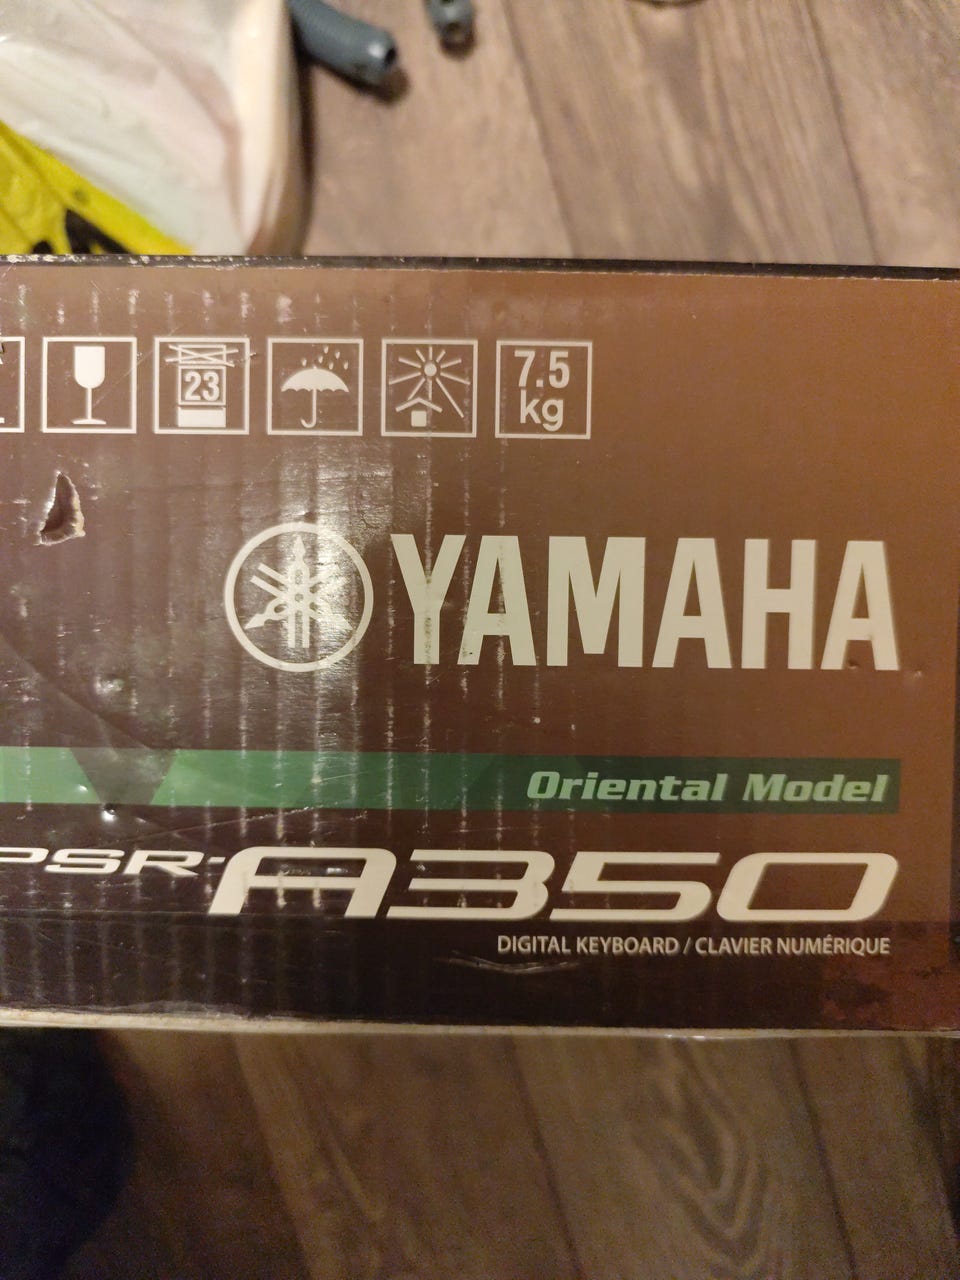 23
7.5
kg
YAMAHA
Oriental Model
PSR-A350
DIGITAL KEYBOARD / CLAVIER NUMÉRIQUE